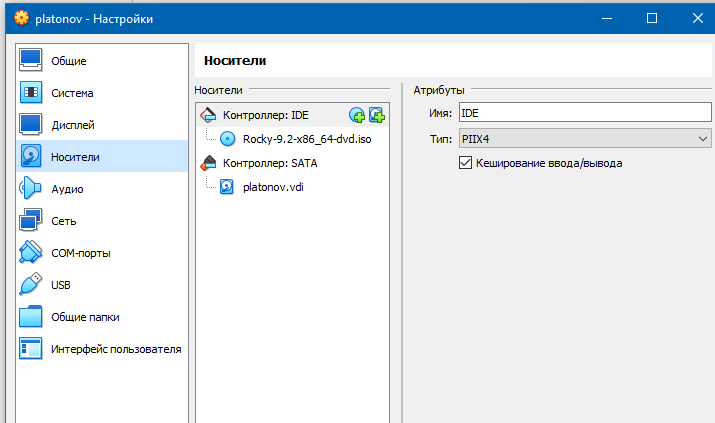 platonov - Настройки
Общие
Система
Дисплей
Носители
Аудио
Сеть
COM-порты
USB
Общие папки
Интерфейс пользователя
Носители
Носители
Контроллер: IDE
Rocky-9.2-x86_64-dvd.iso
Контроллер: SATA
platonov.vdi
Атрибуты
Имя: IDE
Тип: PIIX4
Кеширование ввода/вывода